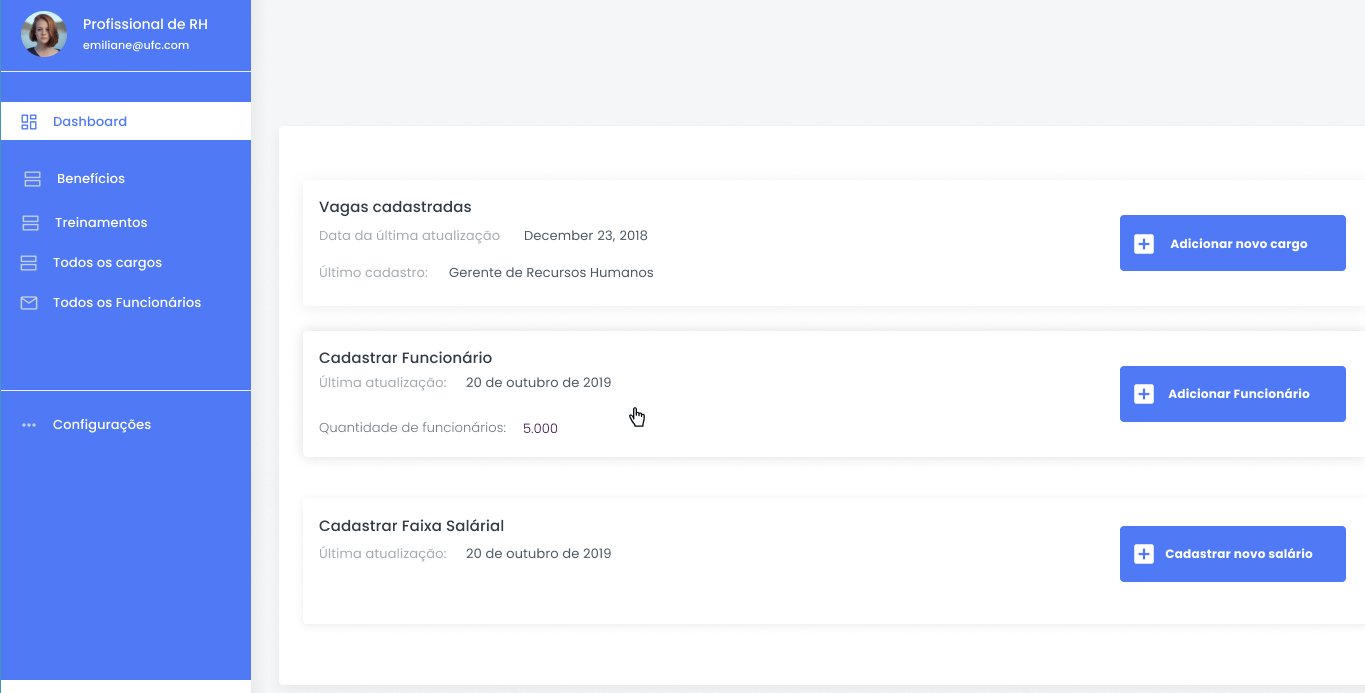 Profissional de RH
emiliane@ufc.com
Dashboard
Benefícios
Treinamentos
Todos os cargos
Todos os Funcionários
Configurações
Vagas cadastradas
Data da última atualização December 23, 2018
Último cadastro: Gerente de Recursos Humanos
Adicionar novo cargo
Cadastrar Funcionário
Última atualização: 20 de outubro de 2019
Quantidade de funcionários: 5.000
Adicionar Funcionário
Cadastrar Faixa Salárial
Última atualização: 20 de outubro de 2019
Cadastrar novo salário